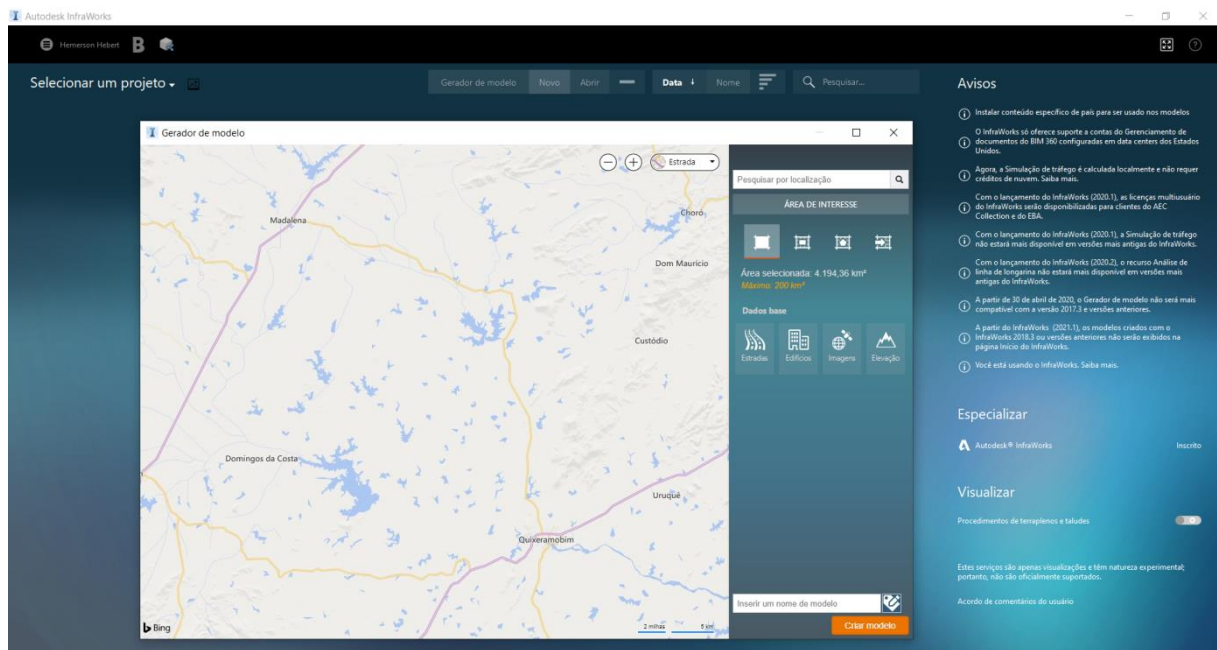 Autodesk InfraWorks
Hemerson Hebert
Selecionar um projeto
Gerador de modelo Novo Abrir Data Nome Pesquisar...
Gerador de modelo
Estrada
Madalena
Choró
Dom Maurício
Custódio
Domingos da Costa
Uruquê
Quixeramobim
Bing
2 milhas 5 km
Pesquisar por localização
ÁREA DE INTERESSE
Área selecionada: 4.194,36 km²
Máximo: 200 km²
Dados base
Estradas Edifícios Imagens Elevação
Inserir um nome de modelo
Criar modelo
Avisos
Instalar conteúdo específico de país para ser usado nos modelos
O InfraWorks só oferece suporte a contas do Gerenciamento de
documentos do BIM 360 configuradas em data centers dos Estados
Unidos.
Agora, a Simulação de tráfego é calculada localmente e não requer
créditos de nuvem. Saiba mais.
Com o lançamento do InfraWorks (2020.1), as licenças multiusuário
do InfraWorks serão disponibilizadas para clientes do AEC
Collection e do EBA.
Com o lançamento do InfraWorks (2020.1), a Simulação de tráfego
não estará mais disponível em versões mais antigas do InfraWorks.
Com o lançamento do InfraWorks (2020.2), o recurso Análise de
linha de longarina não estará mais disponível em versões mais
antigas do InfraWorks.
A partir de 30 de abril de 2020, o Gerador de modelo não será mais
compatível com a versão 2017.3 e versões anteriores.
A partir do InfraWorks (2021.1), os modelos criados com o
InfraWorks 2018.3 ou versões anteriores não serão exibidos na
página Início do InfraWorks.
Você está usando o InfraWorks. Saiba mais.
Especializar
Autodesk® InfraWorks Inscrito
Visualizar
Procedimentos de terraplenos e taludes
Estes serviços são apenas visualizações e têm natureza experimental;
portanto, não são oficialmente suportados.
Acordo de comentários do usuário